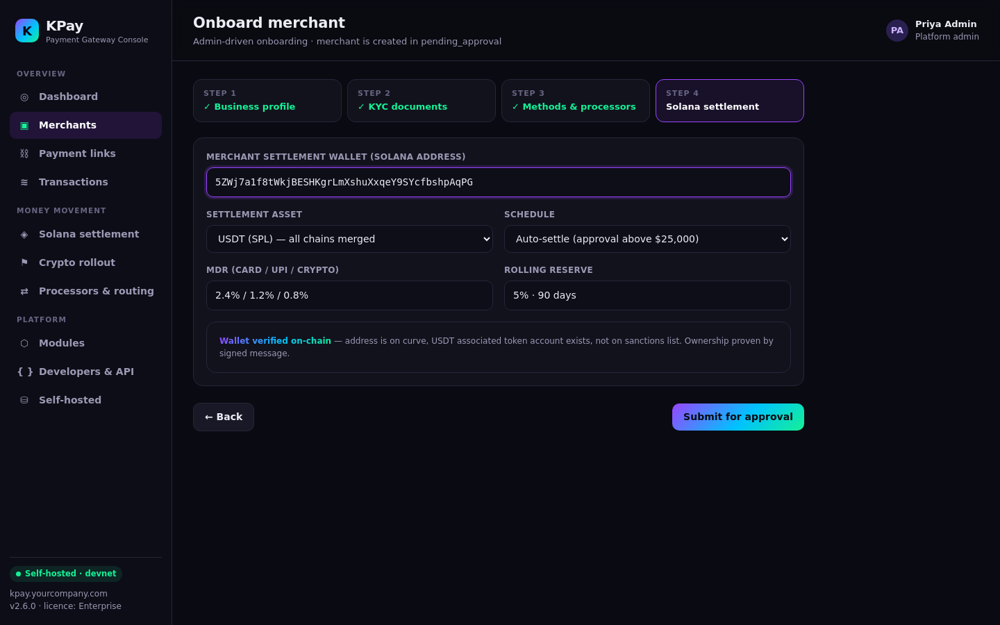 K
KPay
Payment Gateway Console
OVERVIEW
Dashboard
Merchants
Payment links
Transactions
MONEY MOVEMENT
Solana settlement
Crypto rollout
Processors & routing
PLATFORM
Modules
{ } Developers & API
Self-hosted
Self-hosted · devnet
kpay.yourcompany.com
v2.6.0 · licence: Enterprise
Onboard merchant
Admin-driven onboarding · merchant is created in pending_approval
PA
Priya Admin
Platform admin
STEP 1
✓ Business profile
STEP 2
✓ KYC documents
STEP 3
✓ Methods & processors
STEP 4
Solana settlement
MERCHANT SETTLEMENT WALLET (SOLANA ADDRESS)
5ZWj7a1f8tWkjBESHKgrLmXshuXxqeY9SYcfbshpAqPG
SETTLEMENT ASSET
USDT (SPL) — all chains merged
SCHEDULE
Auto-settle (approval above $25,000)
MDR (CARD / UPI / CRYPTO)
2.4% / 1.2% / 0.8%
ROLLING RESERVE
5% · 90 days
Wallet verified on-chain — address is on curve, USDT associated token account exists, not on sanctions list. Ownership proven by
signed message.
← Back
Submit for approval